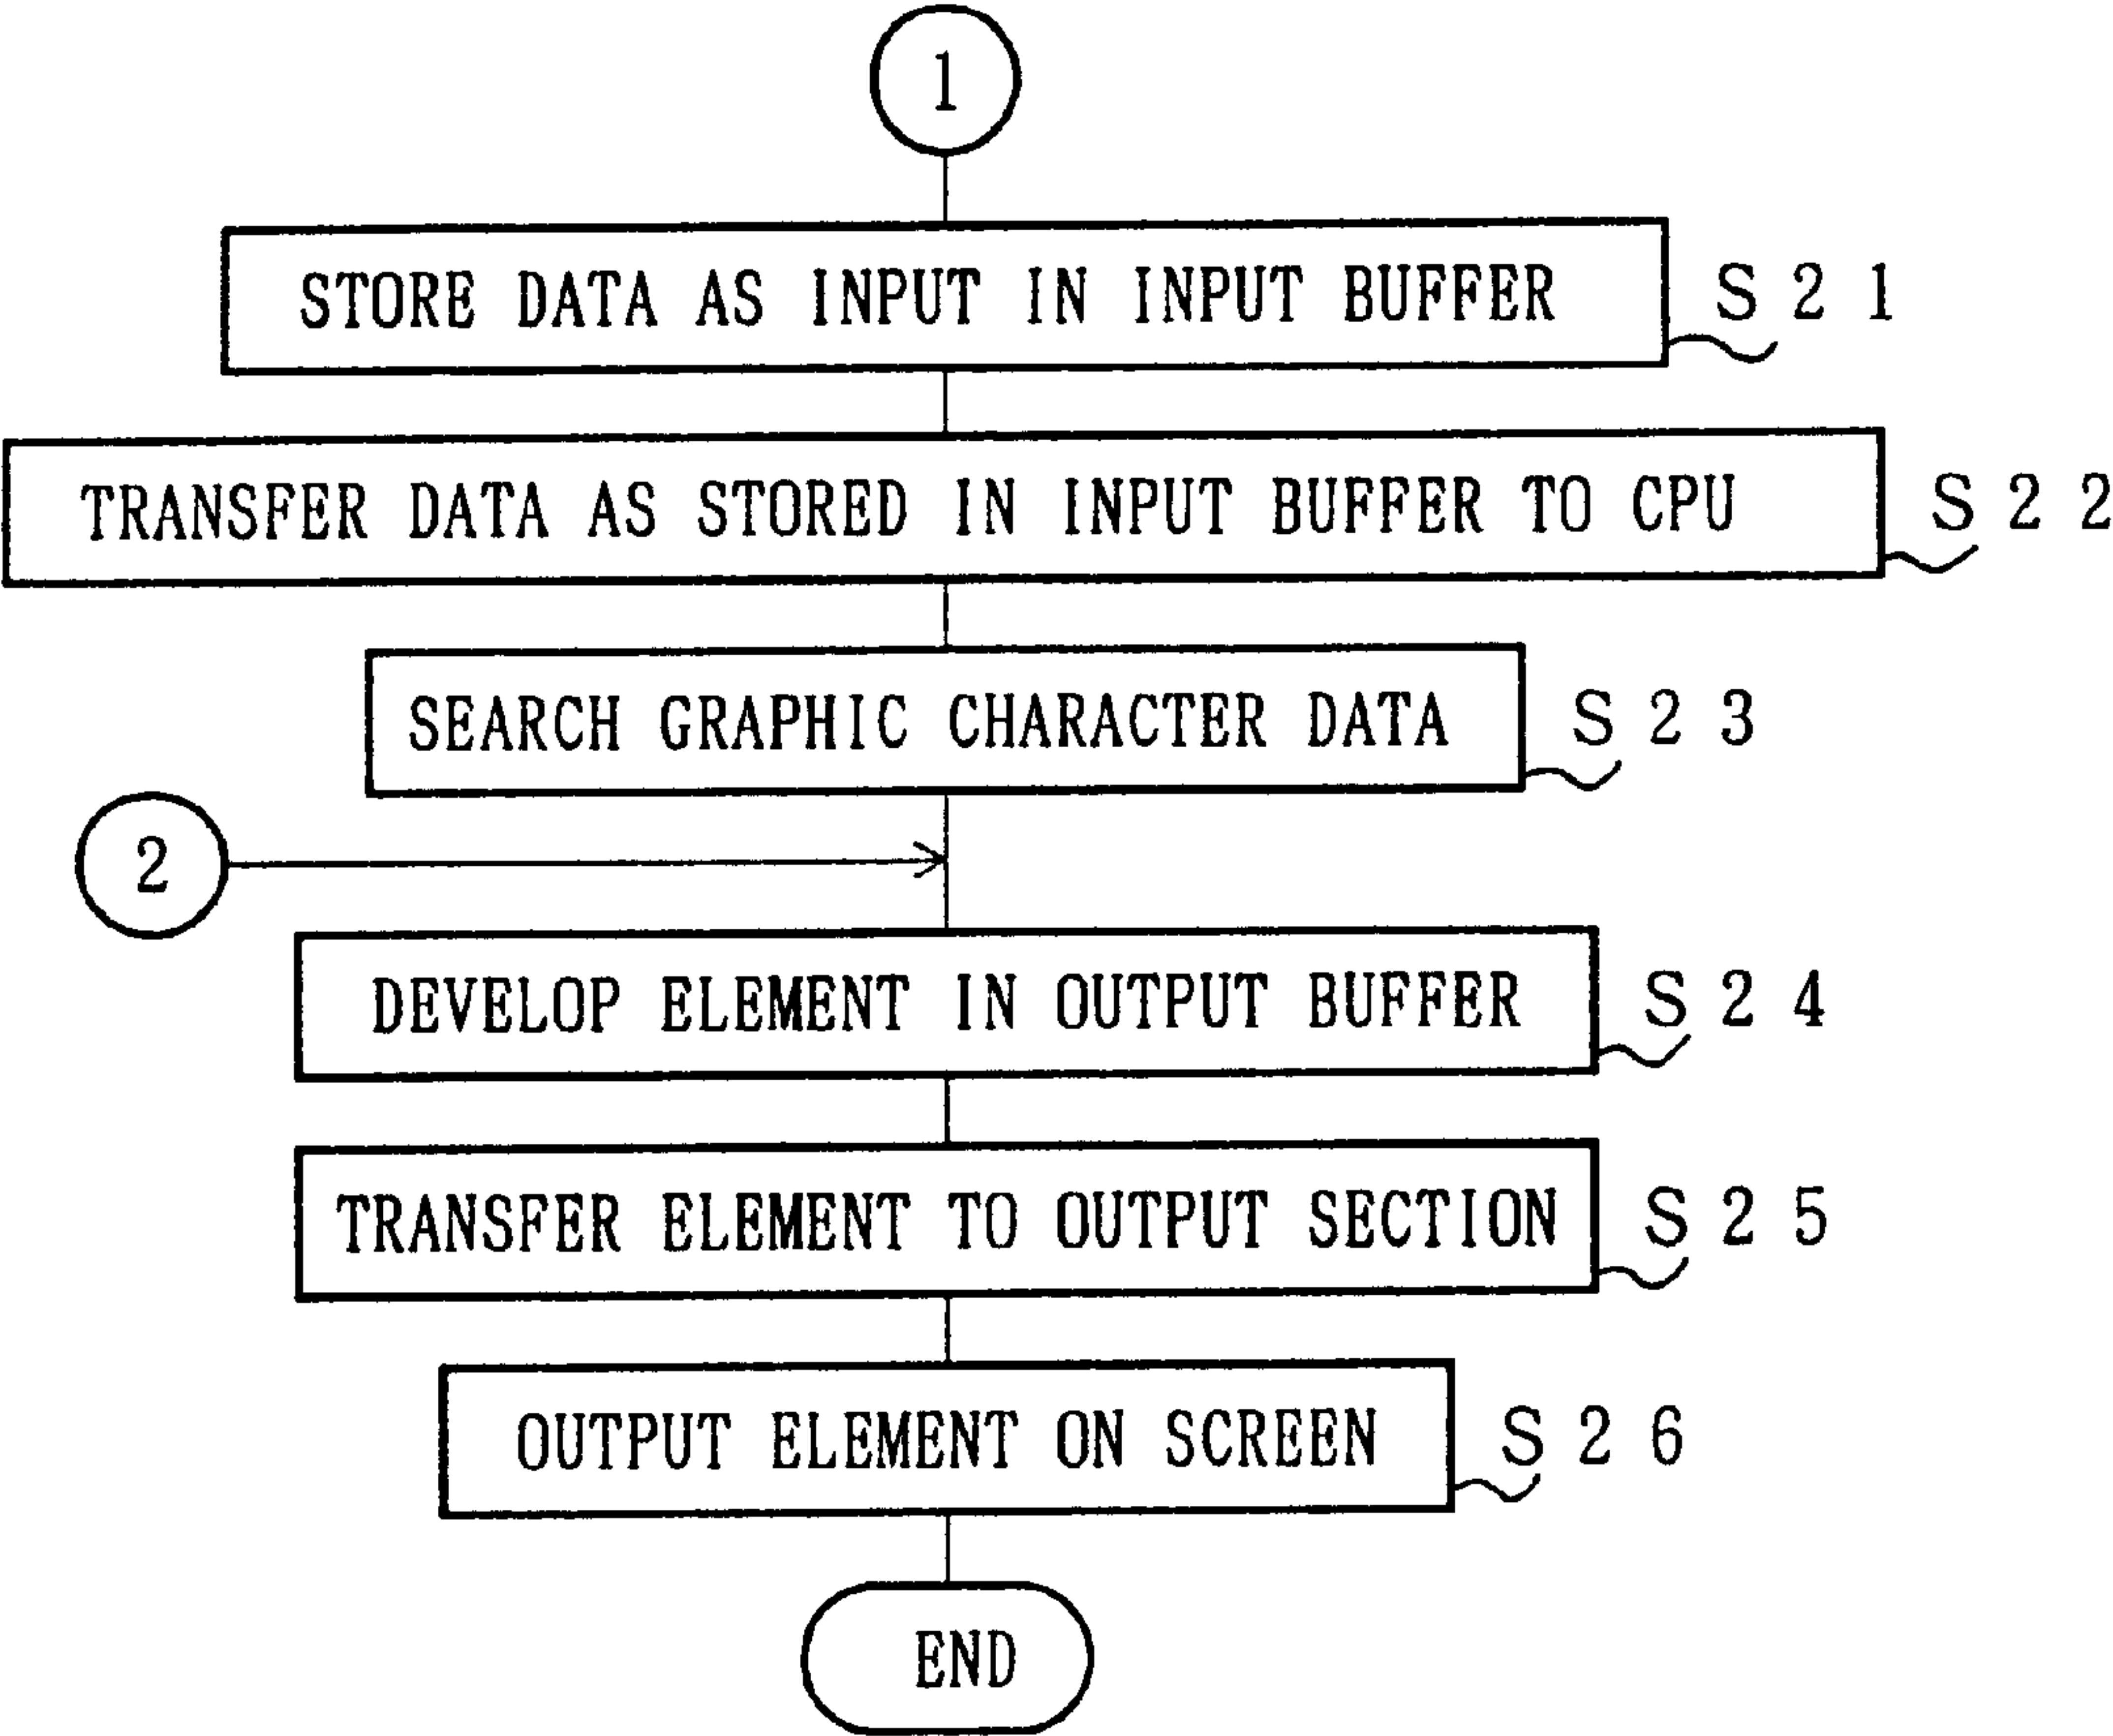 1
STORE DATA AS INPUT IN INPUT BUFFER S21
TRANSFER DATA AS STORED IN INPUT BUFFER TO CPU S22
SEARCH GRAPHIC CHARACTER DATA S23
2
DEVELOP ELEMENT IN OUTPUT BUFFER S24
TRANSFER ELEMENT TO OUTPUT SECTION S25
OUTPUT ELEMENT ON SCREEN S26
END